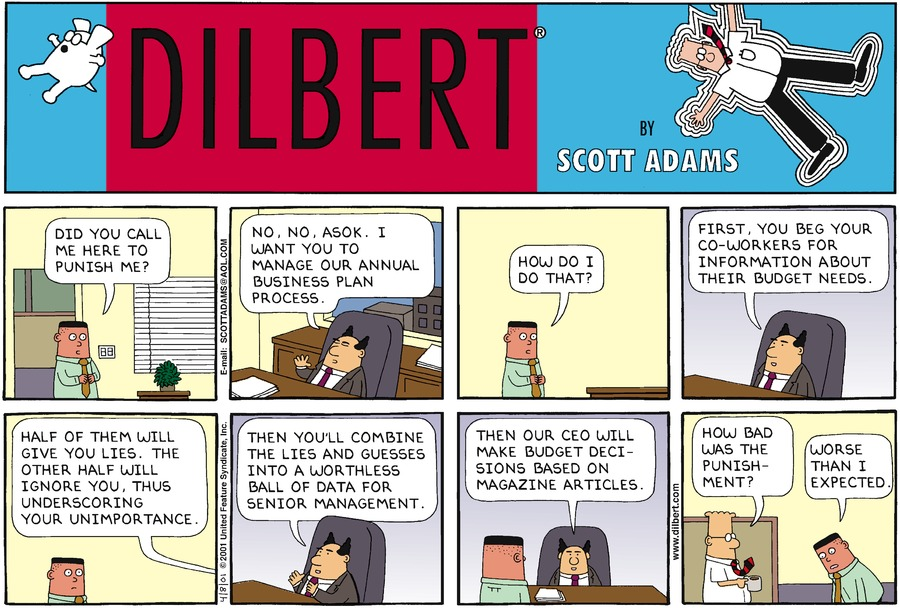 DILBERT®
BY
SCOTT ADAMS
DID YOU CALL
ME HERE TO
PUNISH ME?
E-mail: SCOTTADAMS@AOL.COM
NO, NO, ASOK. I
WANT YOU TO
MANAGE OUR ANNUAL
BUSINESS PLAN
PROCESS.
HOW DO I
DO THAT?
FIRST, YOU BEG YOUR
CO-WORKERS FOR
INFORMATION ABOUT
THEIR BUDGET NEEDS.
HALF OF THEM WILL
GIVE YOU LIES. THE
OTHER HALF WILL
IGNORE YOU, THUS
UNDERSCORING
YOUR UNIMPORTANCE.
4/8/01 © 2001 United Feature Syndicate, Inc.
THEN YOU'LL COMBINE
THE LIES AND GUESSES
INTO A WORTHLESS
BALL OF DATA FOR
SENIOR MANAGEMENT.
THEN OUR CEO WILL
MAKE BUDGET DECI-
SIONS BASED ON
MAGAZINE ARTICLES.
www.dilbert.com
HOW BAD
WAS THE
PUNISH-
MENT?
WORSE
THAN I
EXPECTED.